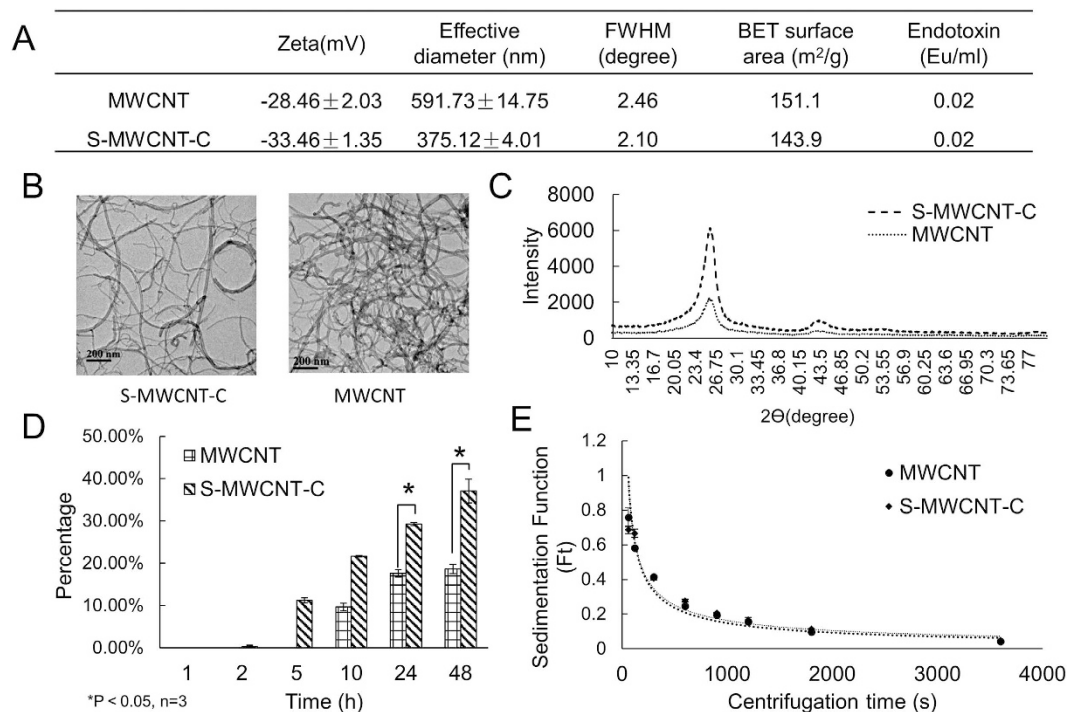 A
Zeta(mV) Effective diameter (nm) FWHM (degree) BET surface area (m²/g) Endotoxin (Eu/ml)
MWCNT -28.46±2.03 591.73±14.75 2.46 151.1 0.02
S-MWCNT-C -33.46±1.35 375.12±4.01 2.10 143.9 0.02
B
200 nm
200 nm
S-MWCNT-C MWCNT
C
8000
6000
4000
2000
0
Intensity
S-MWCNT-C
MWCNT
10 13.35 16.7 20.05 23.4 26.75 30.1 33.45 36.8 40.15 43.5 46.85 50.2 53.55 56.9 60.25 63.6 66.95 70.3 73.65 77
2Θ(degree)
D
50.00%
40.00%
30.00%
20.00%
10.00%
0.00%
Percentage
MWCNT
S-MWCNT-C
*
*
1 2 5 10 24 48
*P < 0.05, n=3
Time (h)
E
1.2
1
0.8
0.6
0.4
0.2
0
Sedimentation Function
(Ft)
MWCNT
S-MWCNT-C
0 1000 2000 3000 4000
Centrifugation time (s)